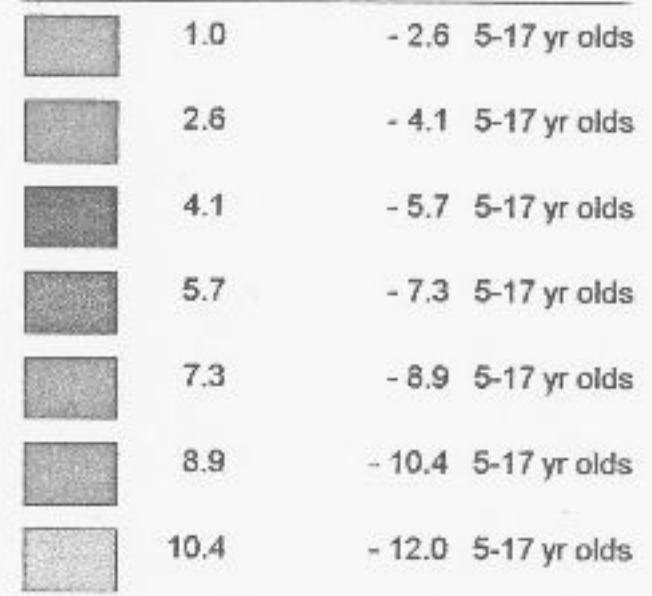 1.0 - 2.6 5-17 yr olds
2.6 - 4.1 5-17 yr olds
4.1 - 5.7 5-17 yr olds
5.7 - 7.3 5-17 yr olds
7.3 - 8.9 5-17 yr olds
8.9 - 10.4 5-17 yr olds
10.4 - 12.0 5-17 yr olds